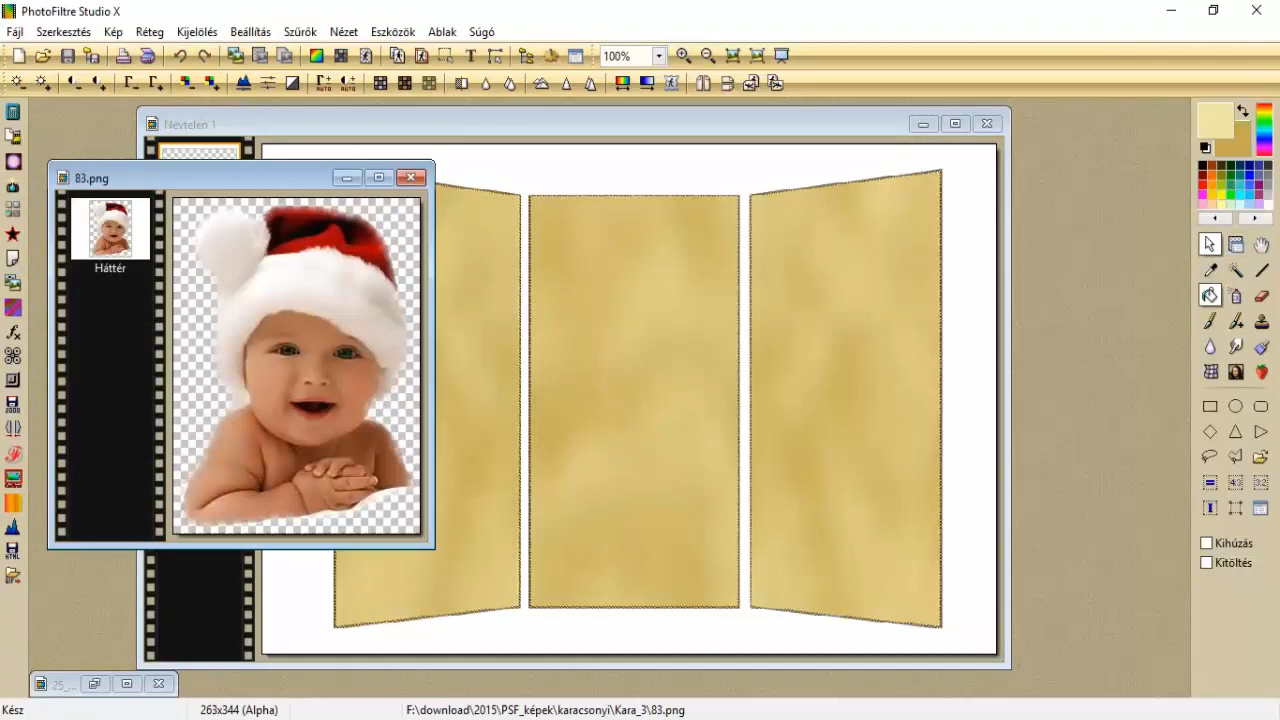 PhotoFiltre Studio X
Fájl Szerkesztés Kép Réteg Kijelölés Beállítás Szűrők Nézet Eszközök Ablak Súgó
100%
Névtelen 1
83.png
Háttér
Kihúzás
Kitöltés
25_...
Kész 263x344 (Alpha) F:\download\2015\PSF_képek\karacsonyi\Kara_3\83.png